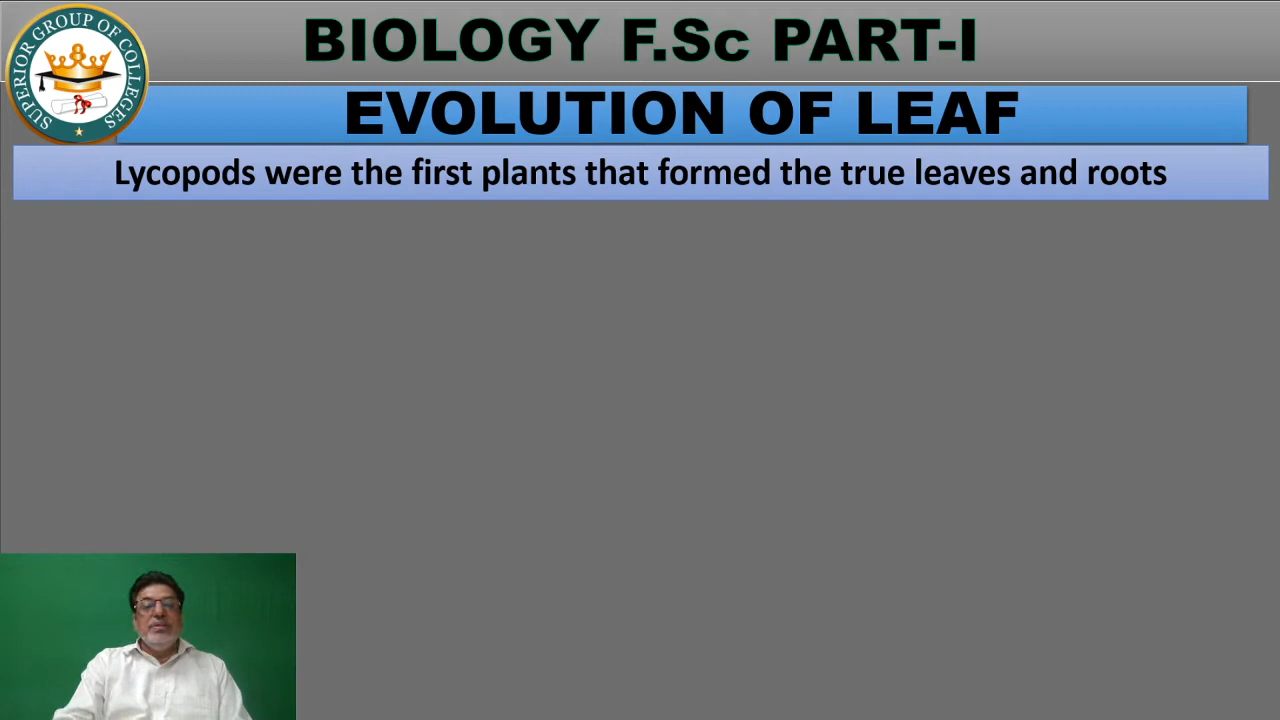 SUPERIOR GROUP OF COLLEGES
BIOLOGY F.Sc PART-I
EVOLUTION OF LEAF
Lycopods were the first plants that formed the true leaves and roots